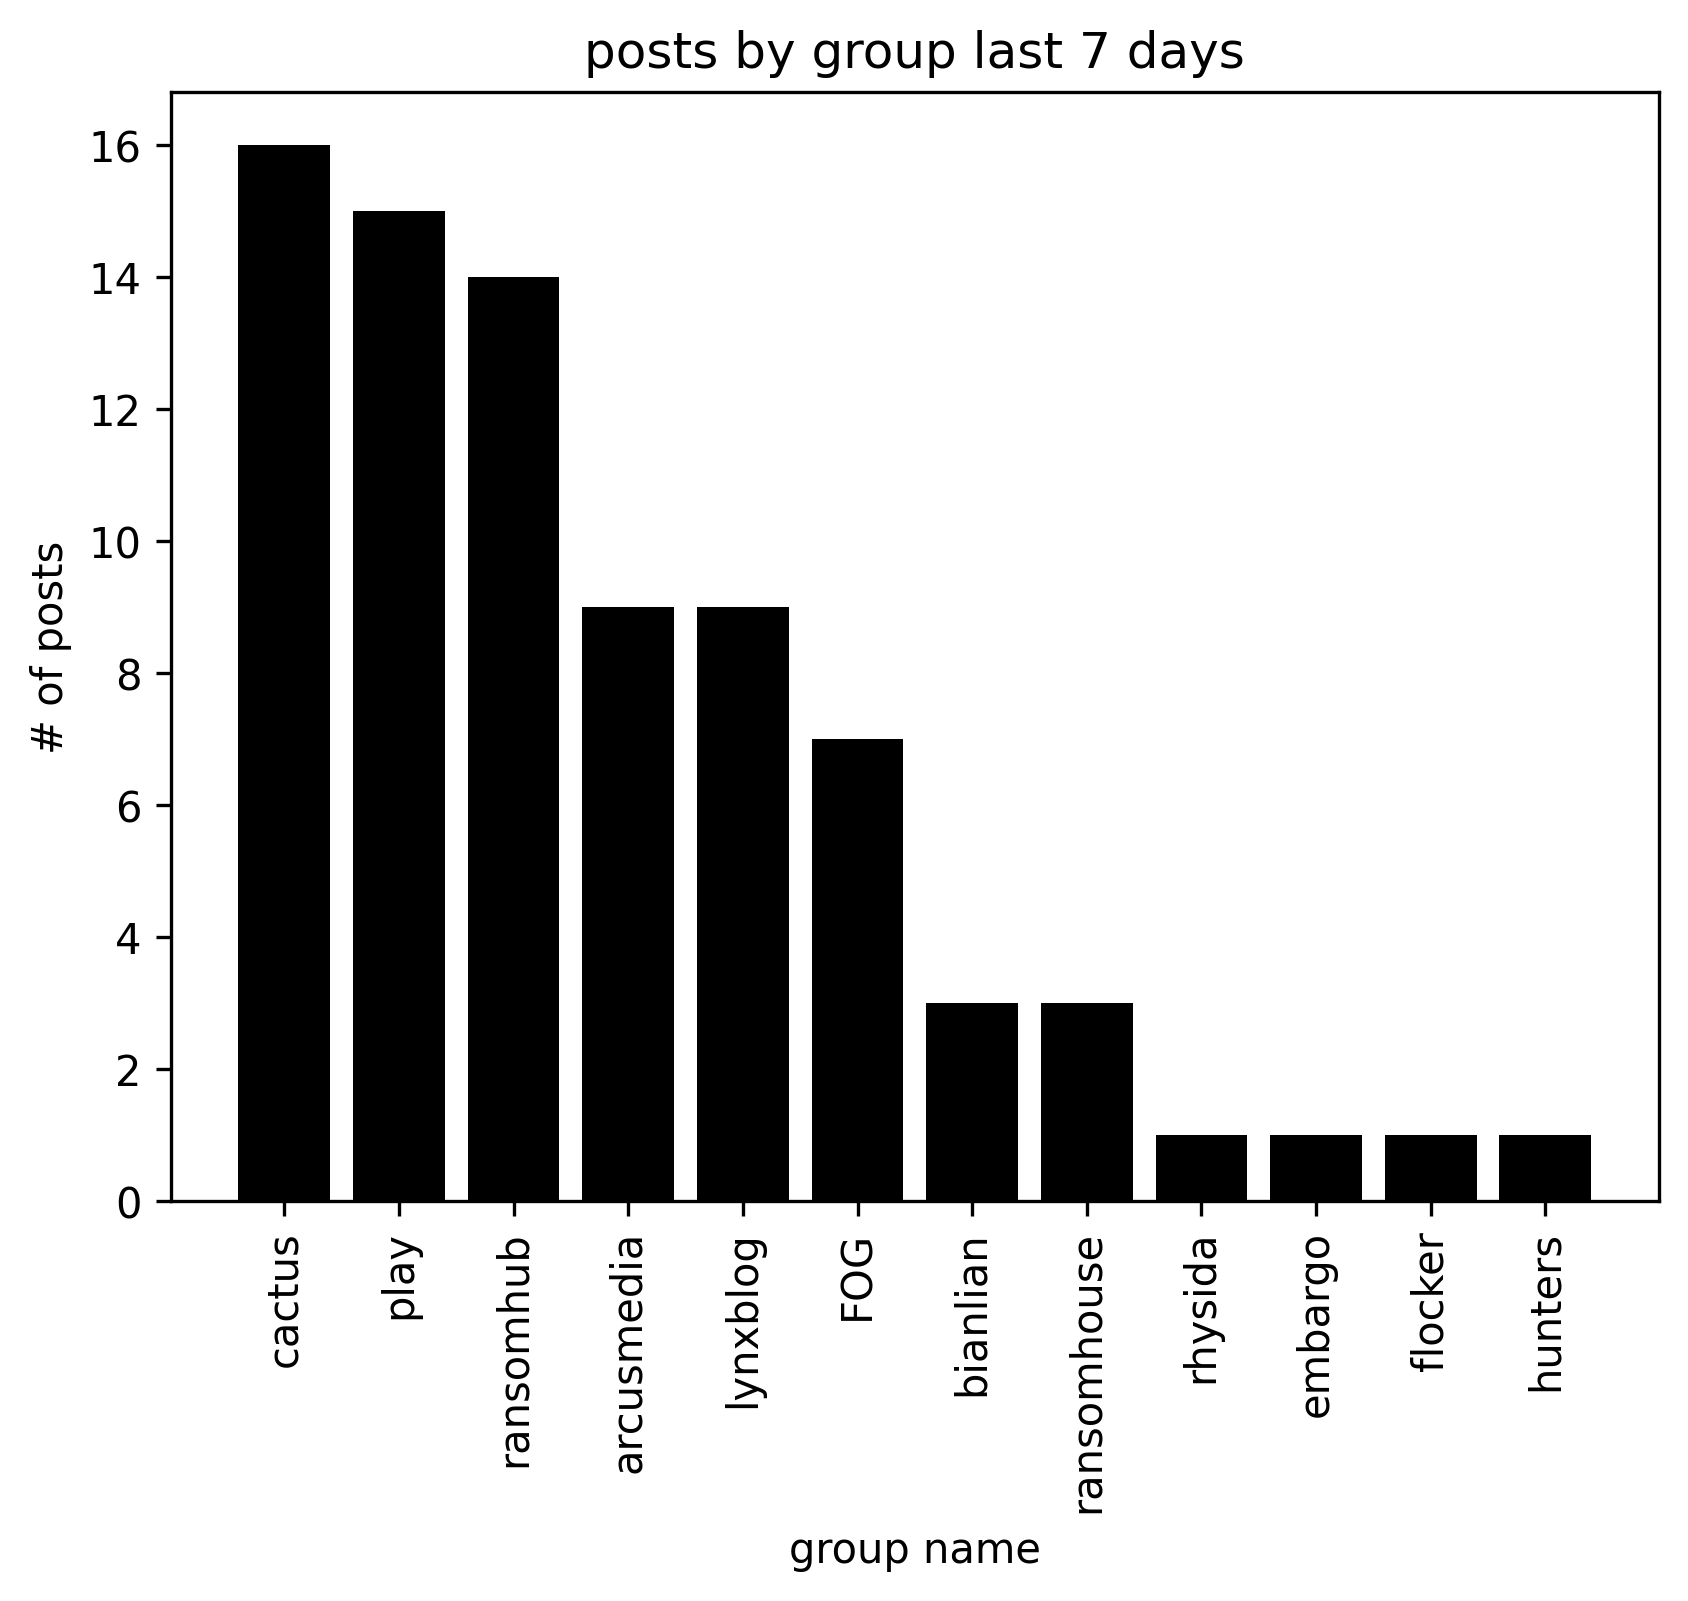 posts by group last 7 days
16
14
12
10
8
6
4
2
0
# of posts
cactus
play
ransomhub
arcusmedia
lynxblog
FOG
bianlian
ransomhouse
rhysida
embargo
flocker
hunters
group name